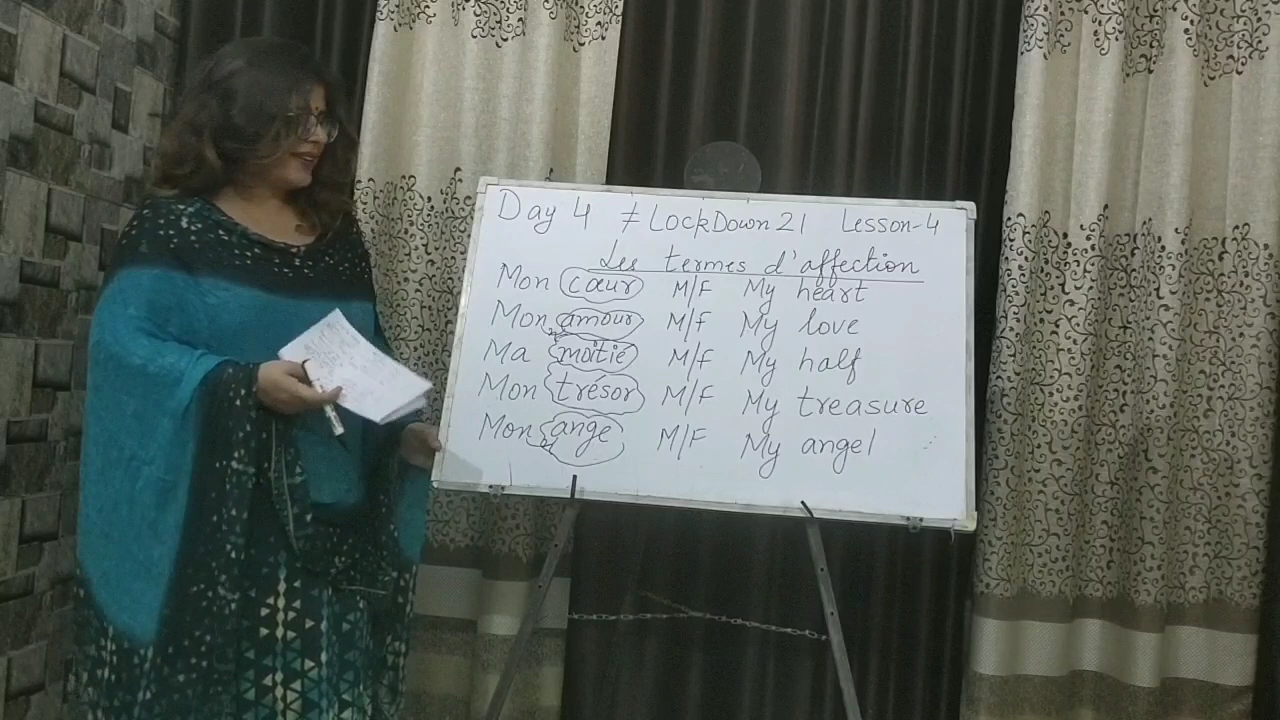 Day 4 #LockDown21 Lesson-4
Les termes d'affection
Mon cœur M/F My heart
Mon amour M/F My love
Ma moitié M/F My half
Mon trésor M/F My treasure
Mon ange M/F My angel